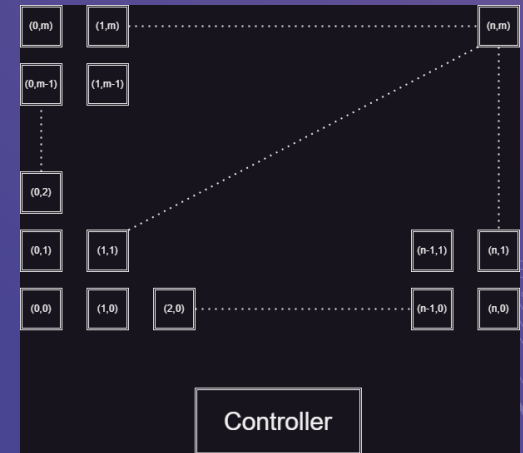 (0,m) (1,m) (n,m)
(0,m-1) (1,m-1)
(0,2)
(0,1) (1,1) (n-1,1) (n,1)
(0,0) (1,0) (2,0) (n-1,0) (n,0)
Controller